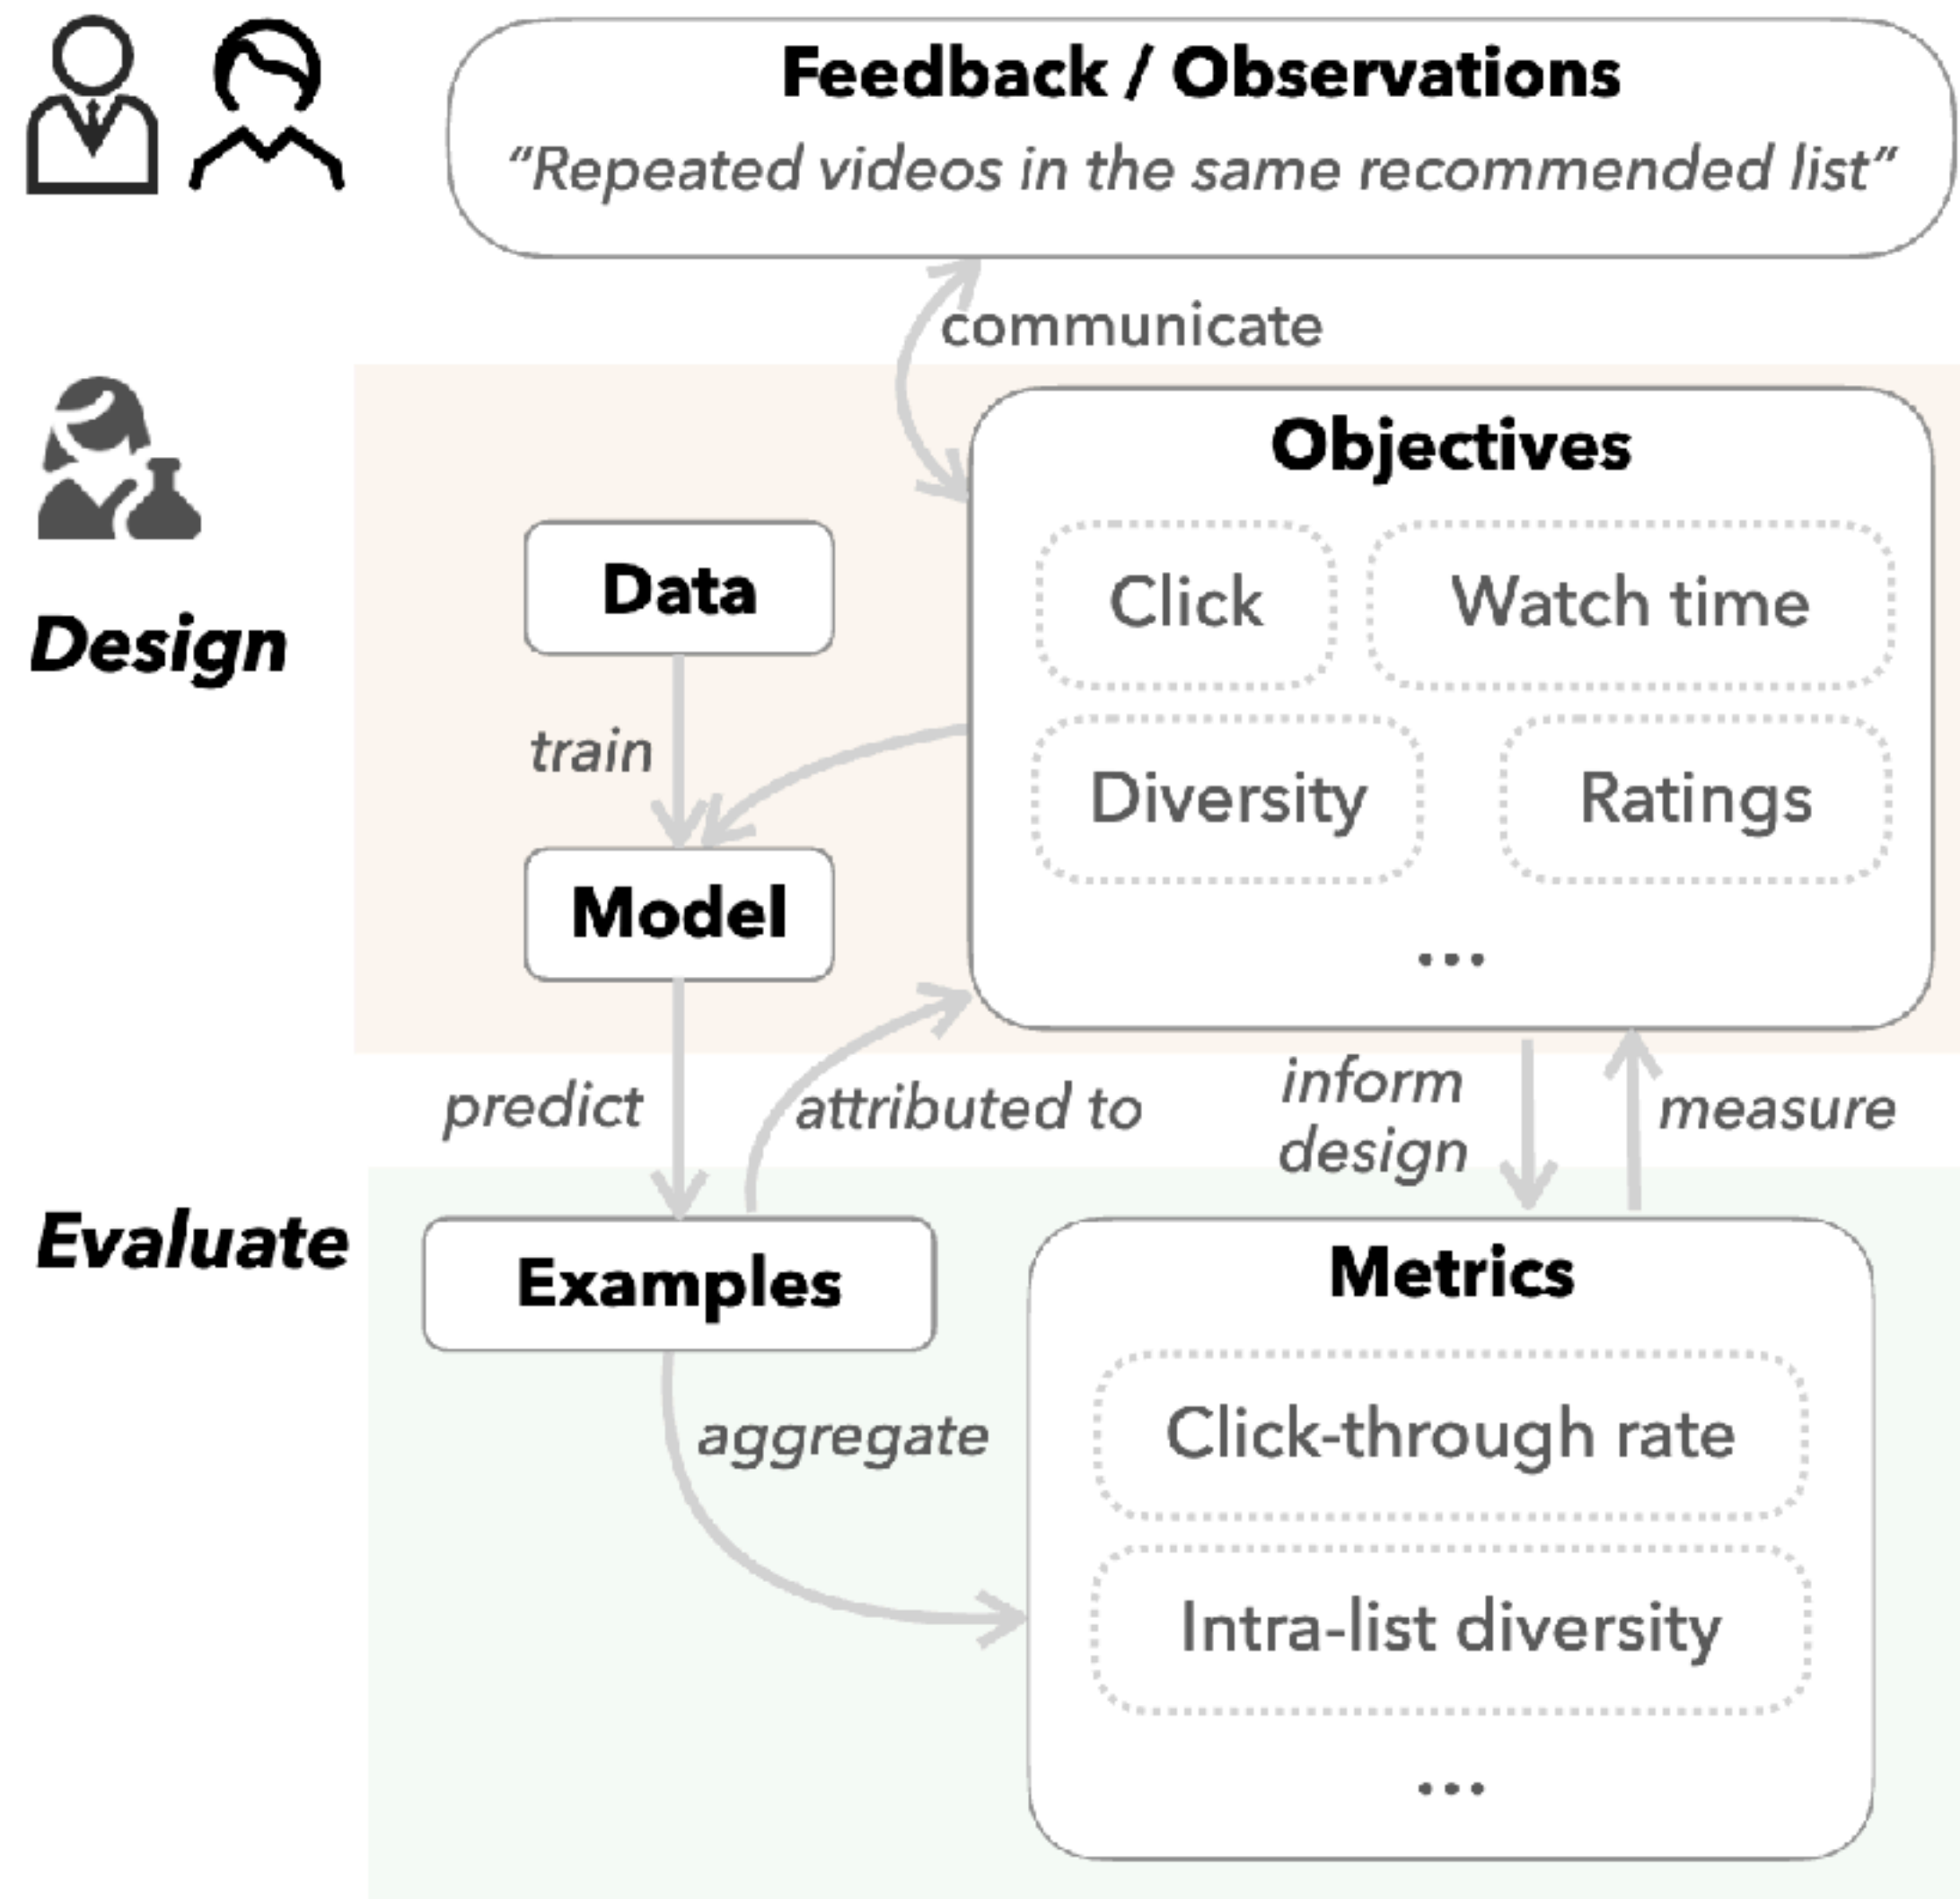 Feedback / Observations
“Repeated videos in the same recommended list”
communicate
Design
Objectives
Click
Watch time
Diversity
Ratings
...
Data
train
Model
predict
attributed to
inform
design
measure
Evaluate
Examples
aggregate
Metrics
Click-through rate
Intra-list diversity
...